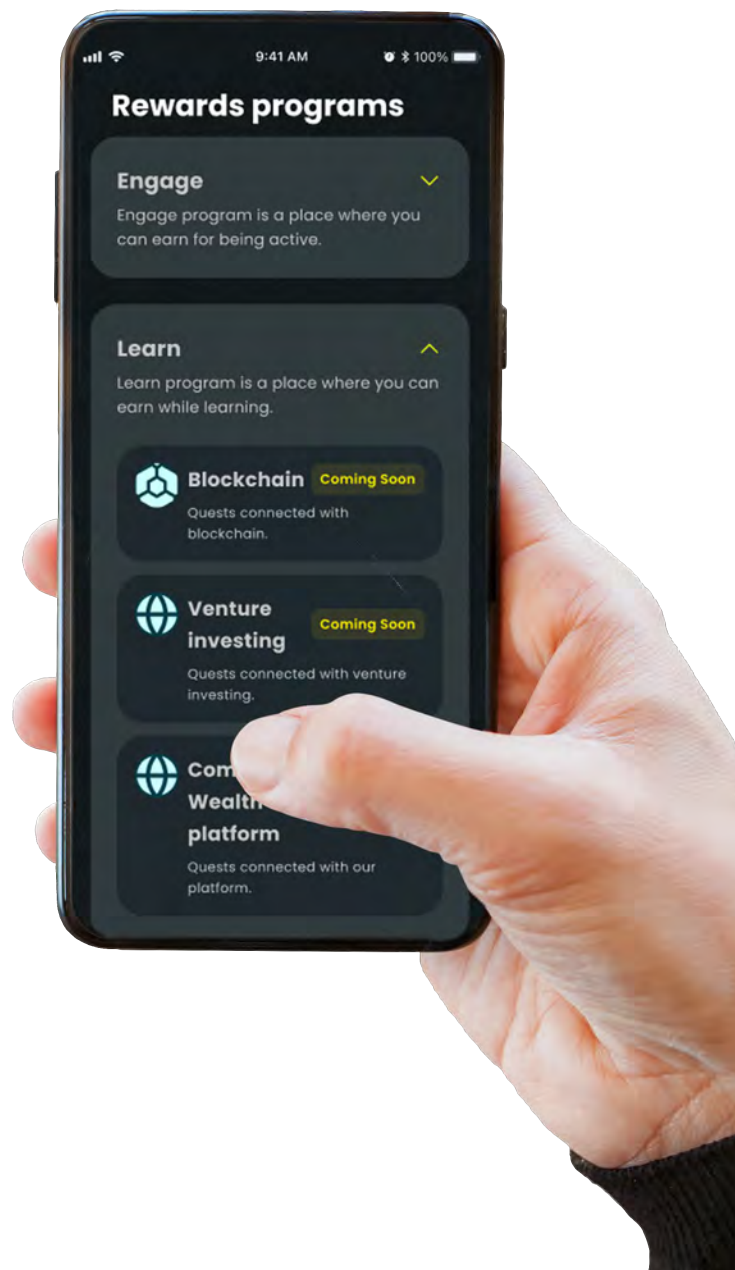 9:41 AM
100%
Rewards programs
Engage
Engage program is a place where you
can earn for being active.
Learn
Learn program is a place where you can
earn while learning.
Blockchain
Coming Soon
Quests connected with
blockchain.
Venture
investing
Coming Soon
Quests connected with venture
investing.
platform
Quests connected with our
platform.